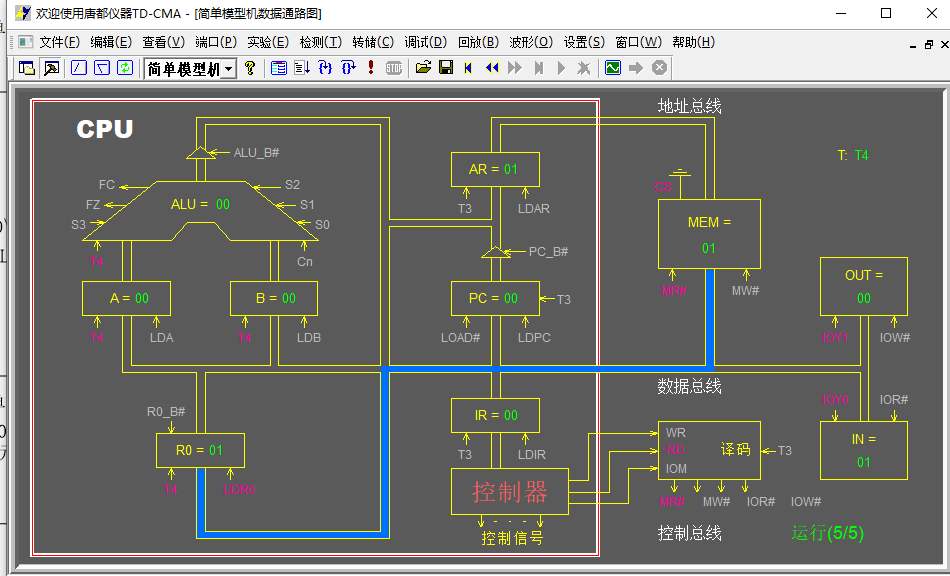 欢迎使用唐都仪器TD-CMA - [简单模型机数据通路图]
文件(F) 编辑(E) 查看(V) 端口(P) 实验(E) 检测(T) 转储(C) 调试(D) 回放(B) 波形(O) 设置(S) 窗口(W) 帮助(H)
简单模型机
STOP
地址总线
CPU
ALU_B#
T: T4
AR = 01
FC
S2
CS
FZ
ALU = 00
S1
T3
LDAR
S3
S0
MEM =
01
PC_B#
T4
Cn
OUT =
00
A = 00
B = 00
PC = 00
T3
MR#
MW#
T4
LDA
T4
LDB
LOAD#
LDPC
IOY1
IOW#
数据总线
R0_B#
IR = 00
IOY0
IOR#
WR
RD
IOM
译码
T3
IN =
01
R0 = 01
T3
LDIR
T4
LDR0
控制器
MR#
MW#
IOR#
IOW#
- - -
控制信号
控制总线
运行(5/5)